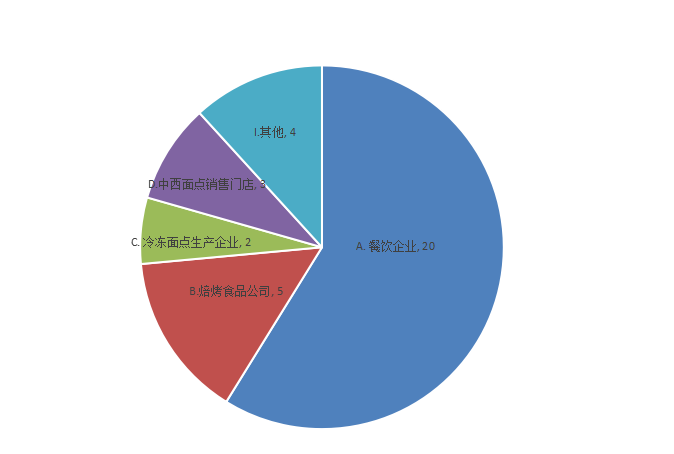 I.其他, 4
D.中西面点销售门店, 3
C. 冷冻面点生产企业, 2
A. 餐饮企业, 20
B.焙烤食品公司, 5